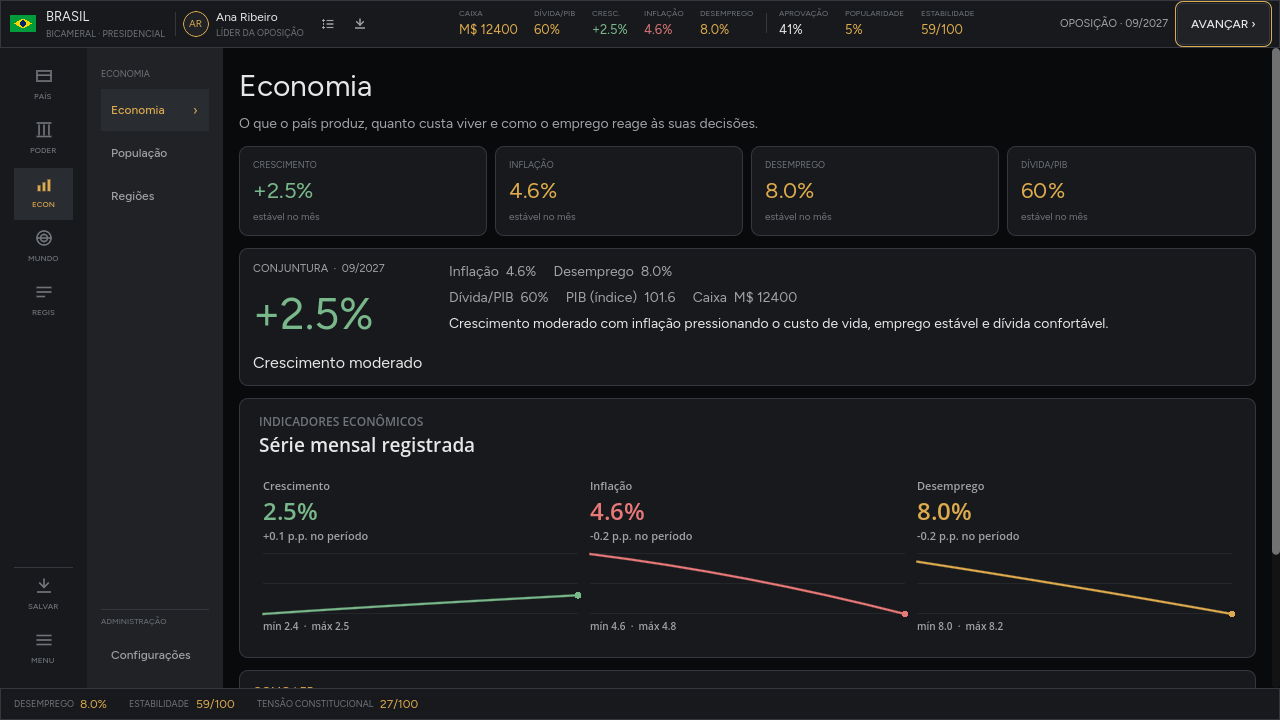 BRASIL
BICAMERAL · PRESIDENCIAL
AR
Ana Ribeiro
LÍDER DA OPOSIÇÃO
CAIXA
M$ 12400
DÍVIDA/PIB
60%
CRESC.
+2.5%
INFLAÇÃO
4.6%
DESEMPREGO
8.0%
APROVAÇÃO
41%
POPULARIDADE
5%
ESTABILIDADE
59/100
OPOSIÇÃO · 09/2027
AVANÇAR ›
PAÍS
PODER
ECON
MUNDO
REGIS
SALVAR
MENU
ECONOMIA
Economia ›
População
Regiões
ADMINISTRAÇÃO
Configurações
Economia
O que o país produz, quanto custa viver e como o emprego reage às suas decisões.
CRESCIMENTO
+2.5%
estável no mês
INFLAÇÃO
4.6%
estável no mês
DESEMPREGO
8.0%
estável no mês
DÍVIDA/PIB
60%
estável no mês
CONJUNTURA · 09/2027
+2.5%
Crescimento moderado
Inflação 4.6% Desemprego 8.0%
Dívida/PIB 60% PIB (índice) 101.6 Caixa M$ 12400
Crescimento moderado com inflação pressionando o custo de vida, emprego estável e dívida confortável.
INDICADORES ECONÔMICOS
Série mensal registrada
Crescimento
2.5%
+0.1 p.p. no período
mín 2.4 · máx 2.5
Inflação
4.6%
-0.2 p.p. no período
mín 4.6 · máx 4.8
Desemprego
8.0%
-0.2 p.p. no período
mín 8.0 · máx 8.2
DESEMPREGO 8.0%
ESTABILIDADE 59/100
TENSÃO CONSTITUCIONAL 27/100